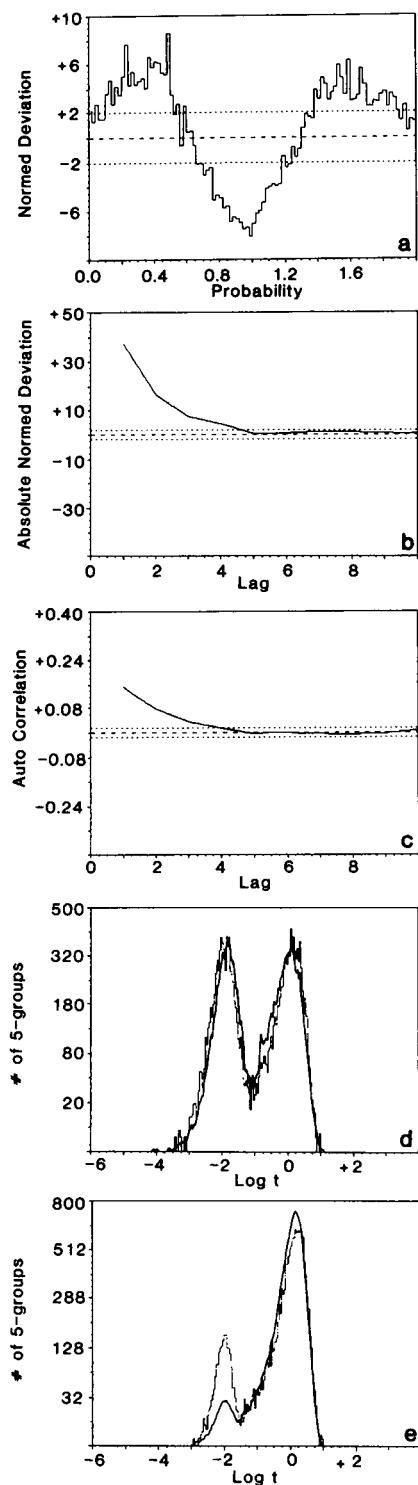 +10
+6
+2
-2
-6
Normed Deviation
a
0.0 0.4 0.8 1.2 1.6
Probability
+50
+30
+10
-10
-30
Absolute Normed Deviation
b
0 2 4 6 8
Lag
+0.40
+0.24
+0.08
-0.08
-0.24
Auto Correlation
c
0 2 4 6 8
Lag
500
320
180
80
20
# of 5-groups
d
-6 -4 -2 0 +2
Log t
800
512
288
128
32
# of 5-groups
e
-6 -4 -2 0 +2
Log t